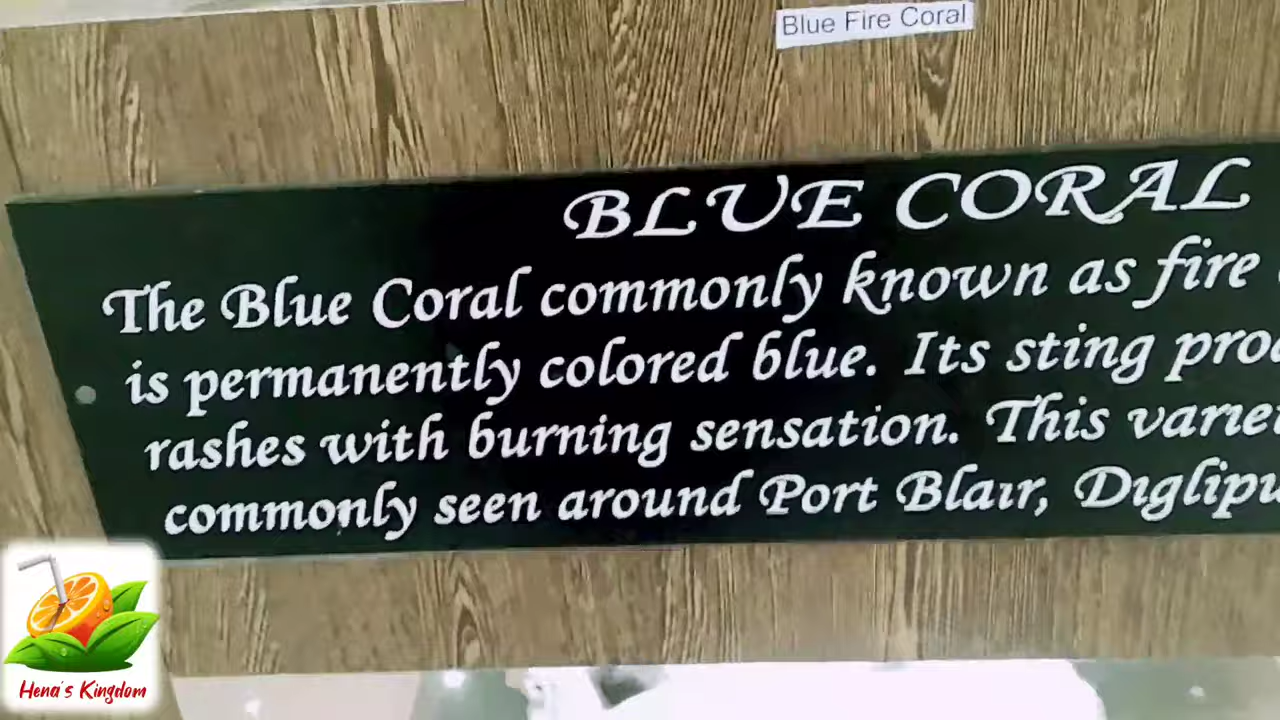 Blue Fire Coral
BLUE CORAL
The Blue Coral commonly known as fire
is permanently colored blue. Its sting
rashes with burning sensation. This
commonly seen around Port Blair,
Hena's Kingdom